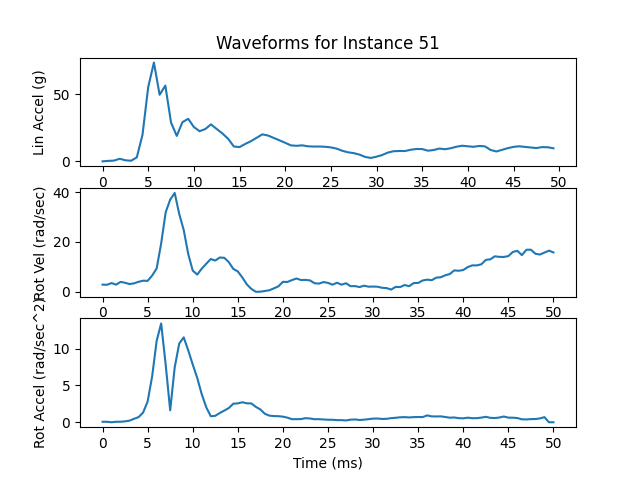 Waveforms for Instance 51
Lin Accel (g)
50
0
0 5 10 15 20 25 30 35 40 45 50
Rot Vel (rad/sec)
40
20
0
0 5 10 15 20 25 30 35 40 45 50
Rot Accel (rad/sec^2)
10
5
0
0 5 10 15 20 25 30 35 40 45 50
Time (ms)